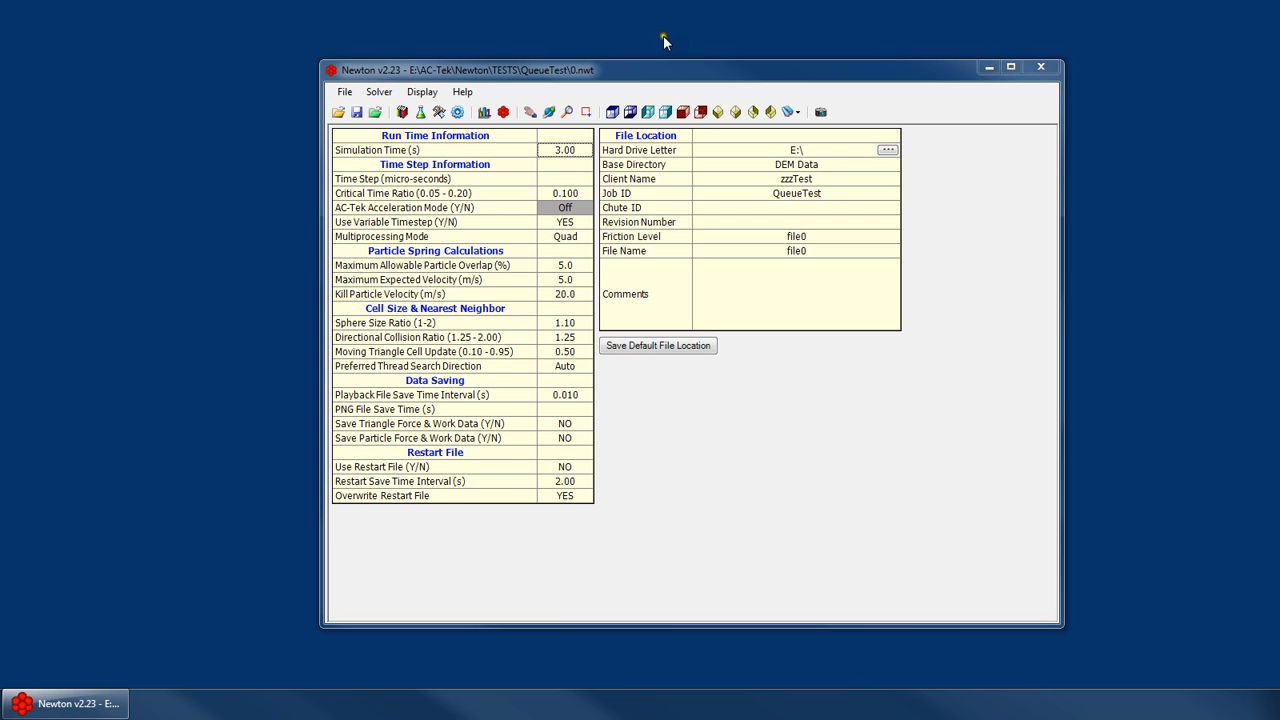 Newton v2.23 - E:\AC-Tek\Newton\TESTS\QueueTest\0.nwt
File Solver Display Help
Run Time Information
Simulation Time (s) 3.00
Time Step Information
Time Step (micro-seconds)
Critical Time Ratio (0.05 - 0.20) 0.100
AC-Tek Acceleration Mode (Y/N) Off
Use Variable Timestep (Y/N) YES
Multiprocessing Mode Quad
Particle Spring Calculations
Maximum Allowable Particle Overlap (%) 5.0
Maximum Expected Velocity (m/s) 5.0
Kill Particle Velocity (m/s) 20.0
Cell Size & Nearest Neighbor
Sphere Size Ratio (1-2) 1.10
Directional Collision Ratio (1.25 - 2.00) 1.25
Moving Triangle Cell Update (0.10 - 0.95) 0.50
Preferred Thread Search Direction Auto
Data Saving
Playback File Save Time Interval (s) 0.010
PNG File Save Time (s)
Save Triangle Force & Work Data (Y/N) NO
Save Particle Force & Work Data (Y/N) NO
Restart File
Use Restart File (Y/N) NO
Restart Save Time Interval (s) 2.00
Overwrite Restart File YES
File Location
Hard Drive Letter E:\ ...
Base Directory DEM Data
Client Name zzzTest
Job ID QueueTest
Chute ID
Revision Number
Friction Level file0
File Name file0
Comments
Save Default File Location
Newton v2.23 - E:...